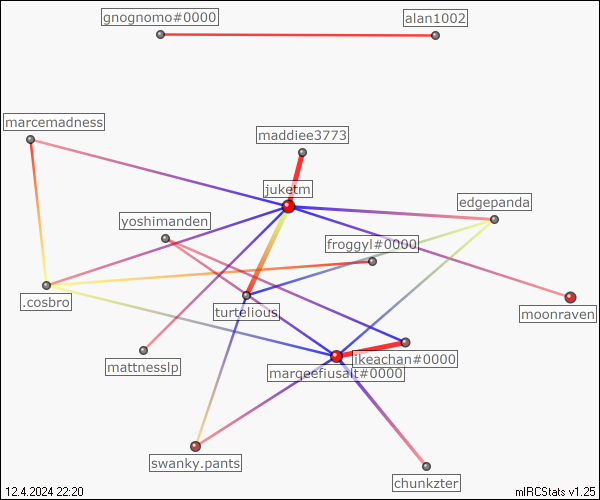 gnognomo#0000
alan1002
marcemadness
maddiee3773
juketm
edgepanda
yoshimanden
froggyl#0000
.cosbro
turtelious
moonraven
jikeachan#0000
mattnesslp
marqeefiusait#0000
swanky.pants
chunkzter
12.4.2024 22:20
mIRCStats v1.25